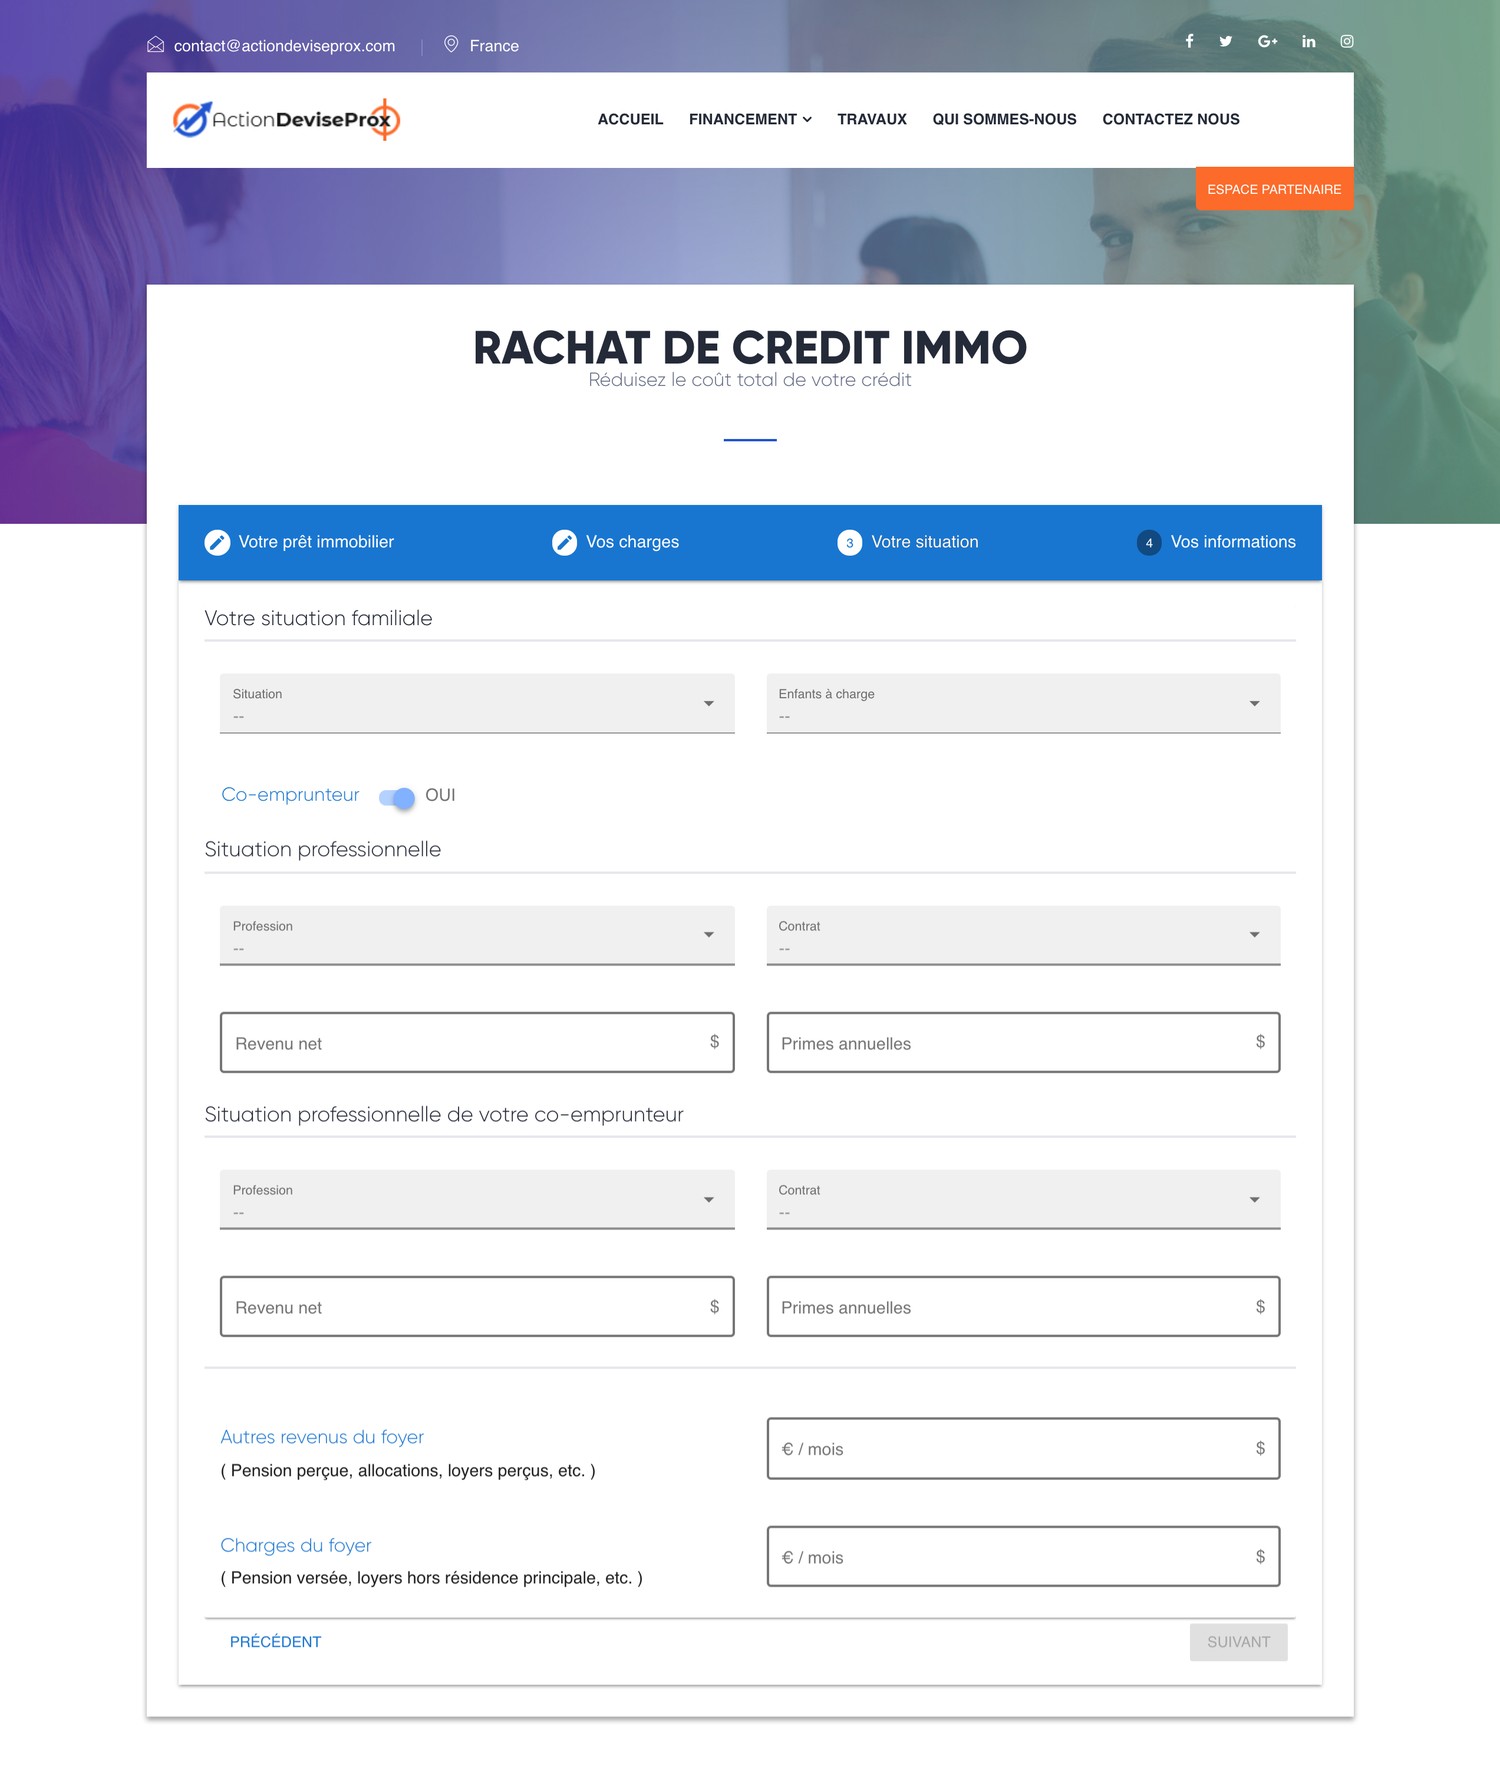 contact@actiondeviseprox.com | France
ActionDeviseProx
ACCUEIL FINANCEMENT TRAVAUX QUI SOMMES-NOUS CONTACTEZ NOUS
ESPACE PARTENAIRE
RACHAT DE CREDIT IMMO
Réduisez le coût total de votre crédit
Votre prêt immobilier Vos charges 3 Votre situation 4 Vos informations
Votre situation familiale
Situation Enfants à charge
-- --
Co-emprunteur OUI
Situation professionnelle
Profession Contrat
-- --
Revenu net $ Primes annuelles $
Situation professionnelle de votre co-emprunteur
Profession Contrat
-- --
Revenu net $ Primes annuelles $
Autres revenus du foyer
( Pension perçue, allocations, loyers perçus, etc. )
€ / mois $
Charges du foyer
( Pension versée, loyers hors résidence principale, etc. )
€ / mois $
PRÉCÉDENT SUIVANT